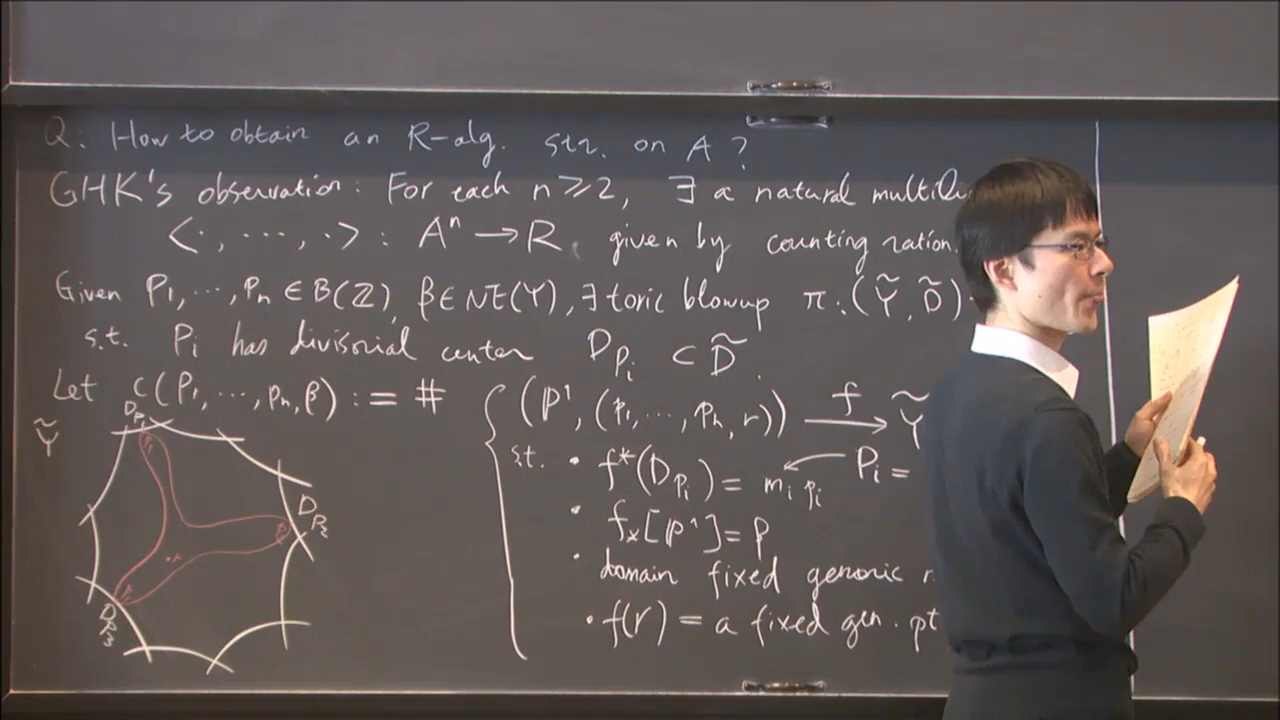 Q: How to obtain an R-alg. str. on A?
GHK's observation: For each n ≥ 2, ∃ a natural
<·, ..., ·> : Aⁿ → R, given by counting ration
Given P₁, ..., Pₙ ∈ B(ℤ), β ∈ NE(Y), ∃ toric blowup π: (Ỹ, D̃)
s.t. Pᵢ has divisorial center D_{Pᵢ} ⊂ D̃.
Let c(P₁, ..., Pₙ, β) := # { (ℙ¹, (p₁, ..., pₙ, r)) —f→ Ỹ
s.t. • f*(D_{Pᵢ}) = mᵢ pᵢ ← Pᵢ =
• f_*[ℙ¹] = β
• domain fixed generic
• f(r) = a fixed gen. pt
Ỹ
D_{P₁}
D_{P₂}
D_{P₃}